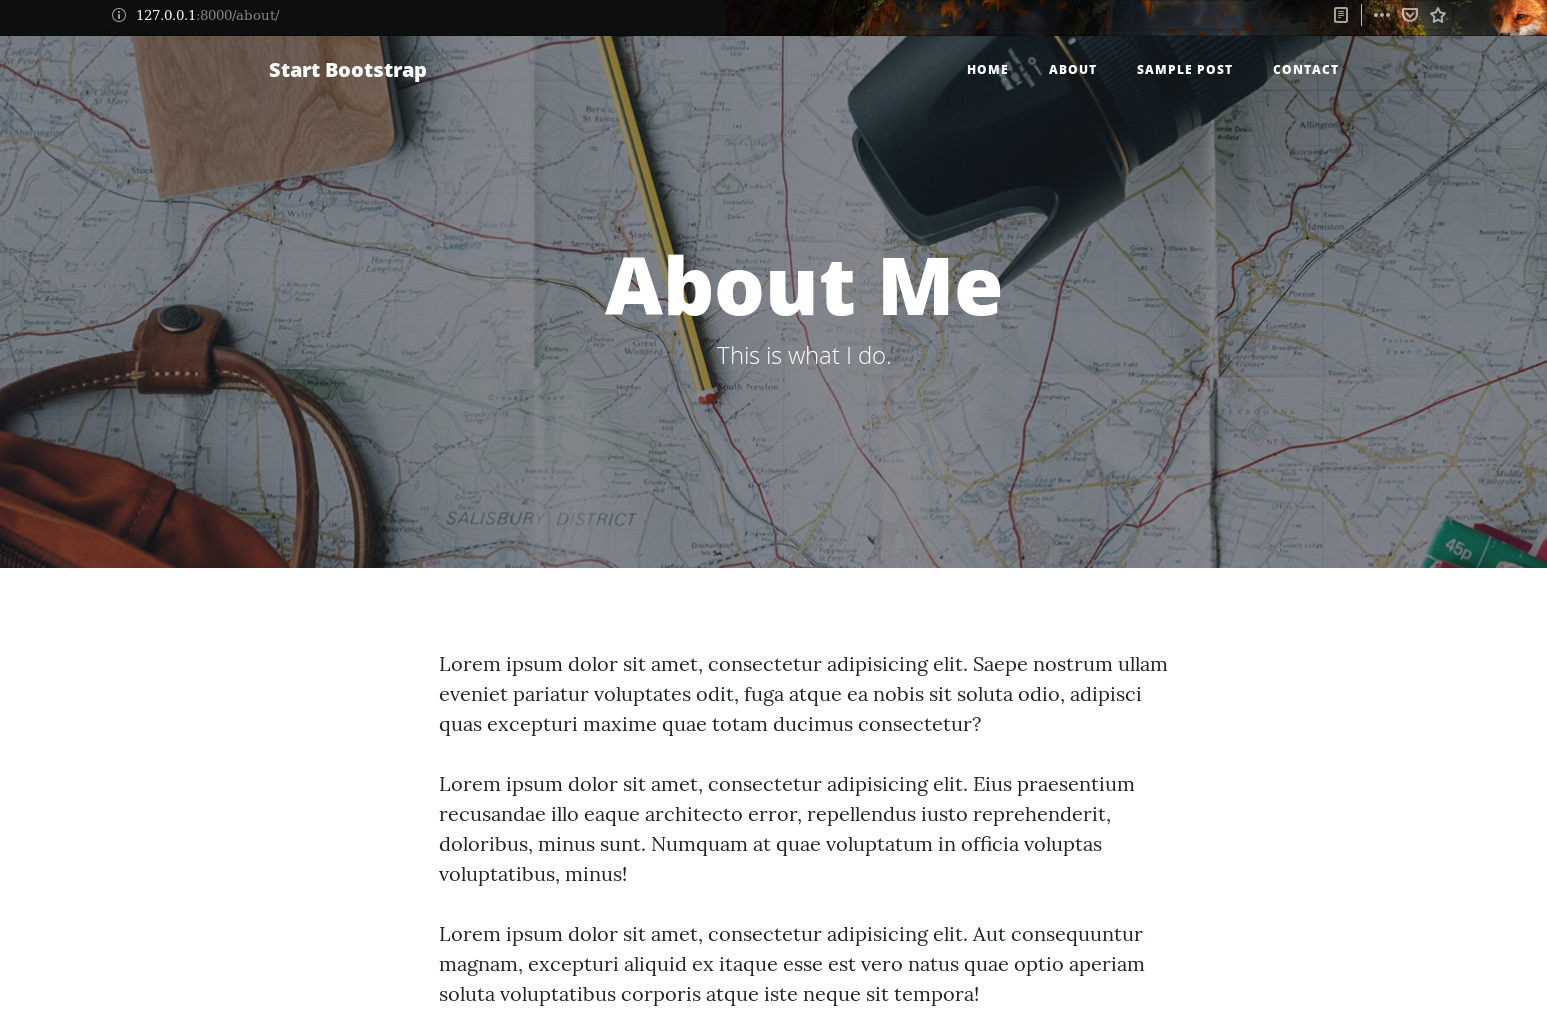 127.0.0.1:8000/about/
Start Bootstrap
HOME ABOUT SAMPLE POST CONTACT
About Me
This is what I do.
South Newton
SALISBURY DISTRICT
45p
Lorem ipsum dolor sit amet, consectetur adipisicing elit. Saepe nostrum ullam
eveniet pariatur voluptates odit, fuga atque ea nobis sit soluta odio, adipisci
quas excepturi maxime quae totam ducimus consectetur?
Lorem ipsum dolor sit amet, consectetur adipisicing elit. Eius praesentium
recusandae illo eaque architecto error, repellendus iusto reprehenderit,
doloribus, minus sunt. Numquam at quae voluptatum in officia voluptas
voluptatibus, minus!
Lorem ipsum dolor sit amet, consectetur adipisicing elit. Aut consequuntur
magnam, excepturi aliquid ex itaque esse est vero natus quae optio aperiam
soluta voluptatibus corporis atque iste neque sit tempora!